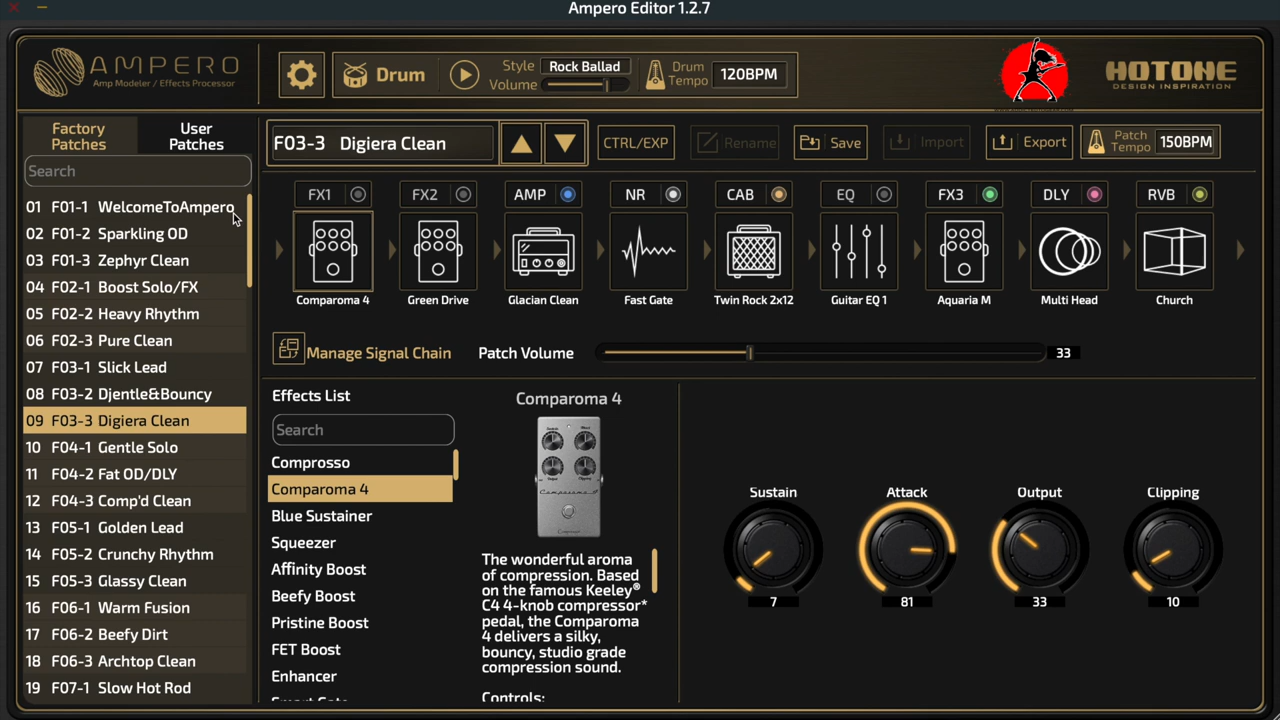 Ampero Editor 1.2.7
AMPERO
Amp Modeler / Effects Processor
Drum
Style
Rock Ballad
Volume
Drum
Tempo
120BPM
HOTONE
DESIGN INSPIRATION
Factory
Patches
User
Patches
F03-3 Digiera Clean
CTRL/EXP
Rename
Save
Import
Export
Patch
Tempo
150BPM
Search
01 F01-1 WelcomeToAmpero
02 F01-2 Sparkling OD
03 F01-3 Zephyr Clean
04 F02-1 Boost Solo/FX
05 F02-2 Heavy Rhythm
06 F02-3 Pure Clean
07 F03-1 Slick Lead
08 F03-2 Djentle&Bouncy
09 F03-3 Digiera Clean
10 F04-1 Gentle Solo
11 F04-2 Fat OD/DLY
12 F04-3 Comp'd Clean
13 F05-1 Golden Lead
14 F05-2 Crunchy Rhythm
15 F05-3 Glassy Clean
16 F06-1 Warm Fusion
17 F06-2 Beefy Dirt
18 F06-3 Archtop Clean
19 F07-1 Slow Hot Rod
FX1
FX2
AMP
NR
CAB
EQ
FX3
DLY
RVB
Comparoma 4
Green Drive
Glacian Clean
Fast Gate
Twin Rock 2x12
Guitar EQ 1
Aquaria M
Multi Head
Church
Manage Signal Chain
Patch Volume
33
Effects List
Search
Comprosso
Comparoma 4
Blue Sustainer
Squeezer
Affinity Boost
Beefy Boost
Pristine Boost
FET Boost
Enhancer
Comparoma 4
The wonderful aroma
of compression. Based
on the famous Keeley®
C4 4-knob compressor*
pedal, the Comparoma
4 delivers a silky,
bouncy, studio grade
compression sound.
Controls:
Sustain
Attack
Output
Clipping
7
81
33
10